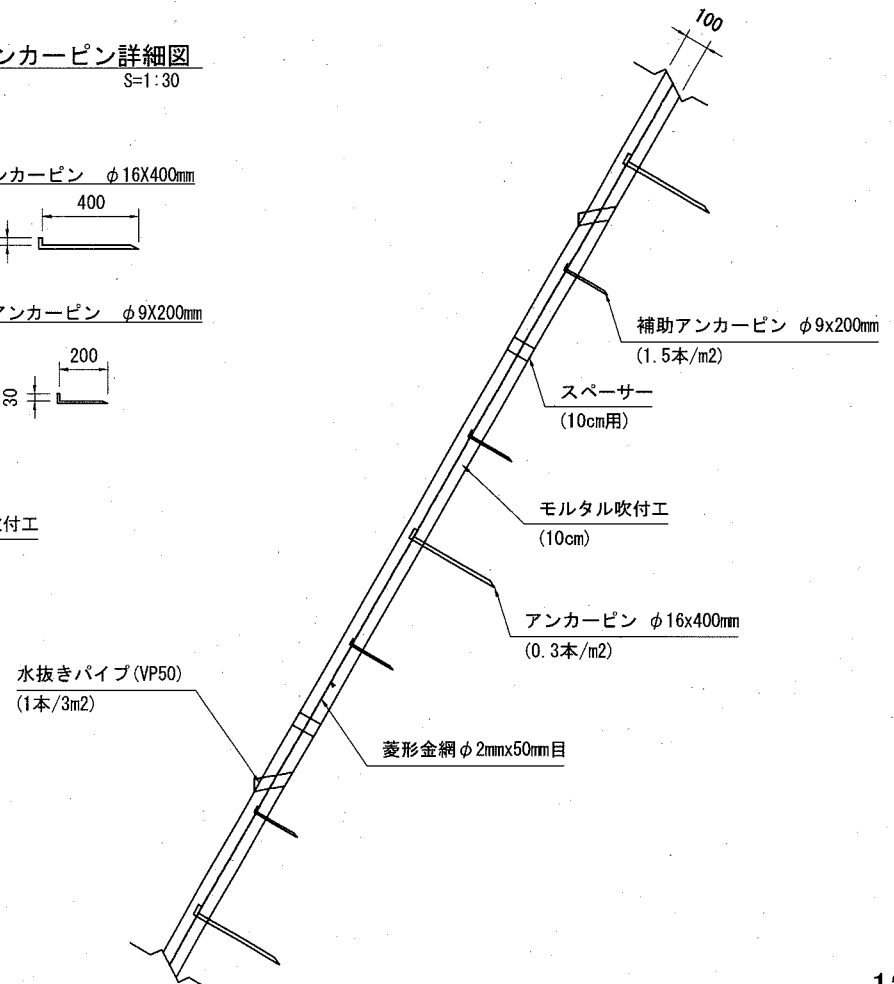 ンカーピン詳細図
S=1:30
100
ンカーピン φ16X400mm
400
アンカーピン φ9X200mm
200
30
補助アンカーピン φ9x200mm
(1.5本/m2)
スペーサー
(10cm用)
モルタル吹付工
(10cm)
付工
アンカーピン φ16x400mm
(0.3本/m2)
水抜きパイプ(VP50)
(1本/3m2)
菱形金網φ2mmx50mm目